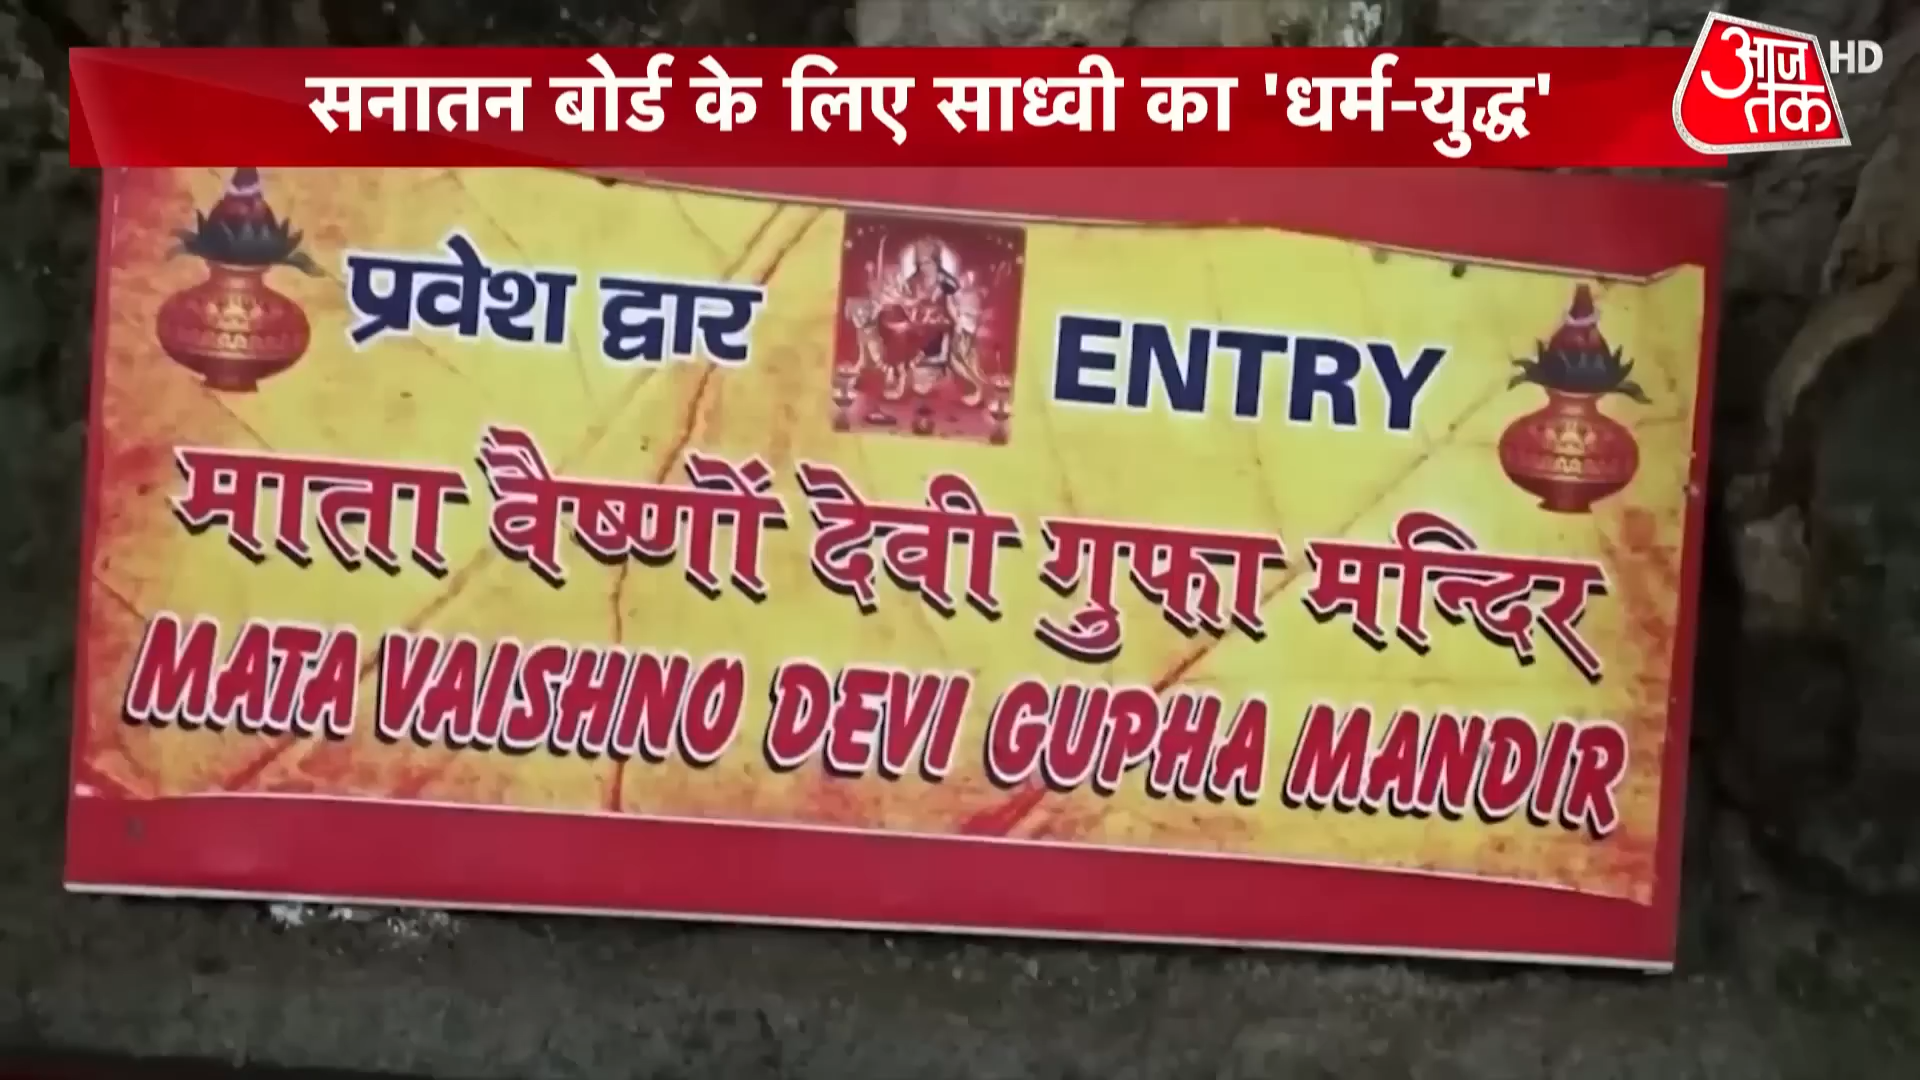 सनातन बोर्ड के लिए साध्वी का 'धर्म-युद्ध'
आज तक HD
प्रवेश द्वार ENTRY
माता वैष्णों देवी गुफा मन्दिर
MATA VAISHNO DEVI GUPHA MANDIR